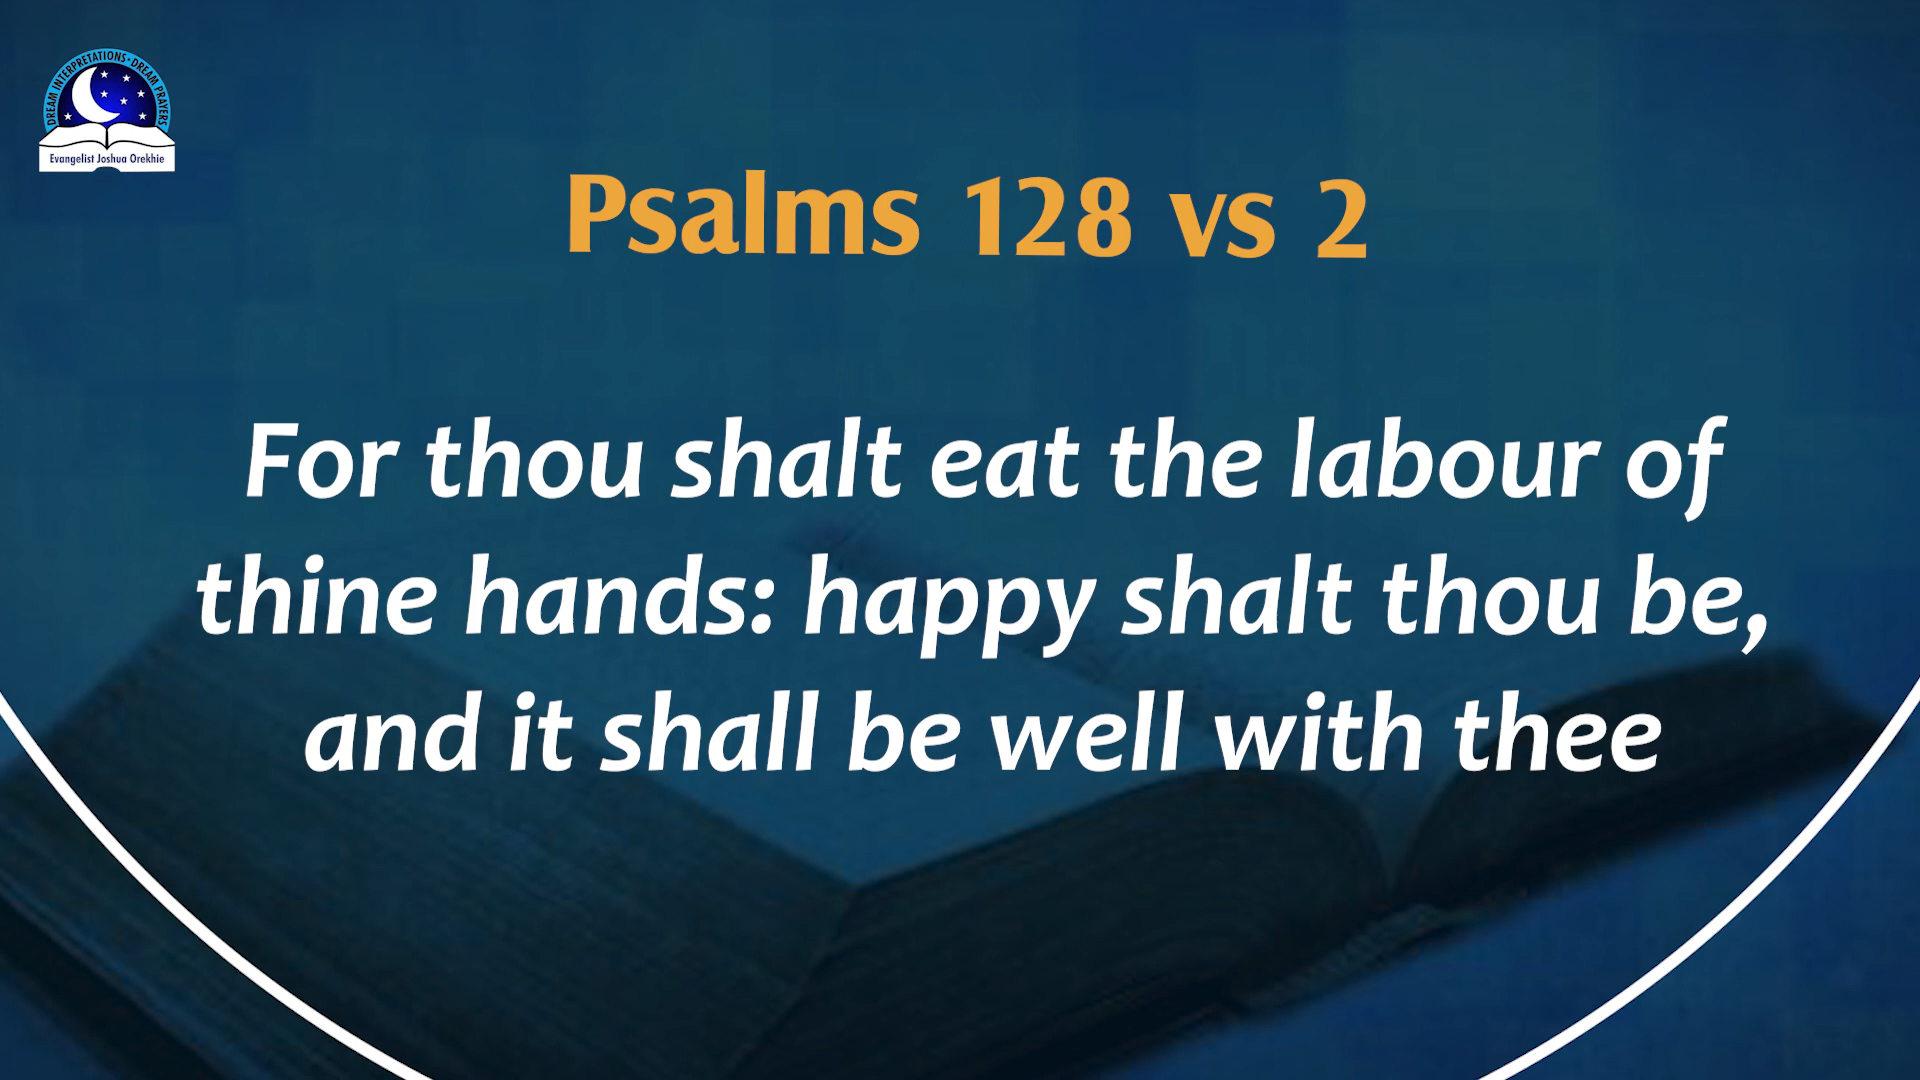 DREAM INTERPRETATIONS · DREAM PRAYERS
Evangelist Joshua Orekhie
Psalms 128 vs 2
For thou shalt eat the labour of
thine hands: happy shalt thou be,
and it shall be well with thee